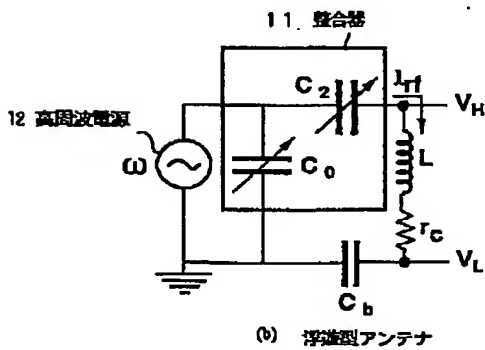 11. 整合器
C2
Irf
VH
12 高周波電源
ω
C0
L
rC
VL
Cb
(b) 浮遊型アンテナ